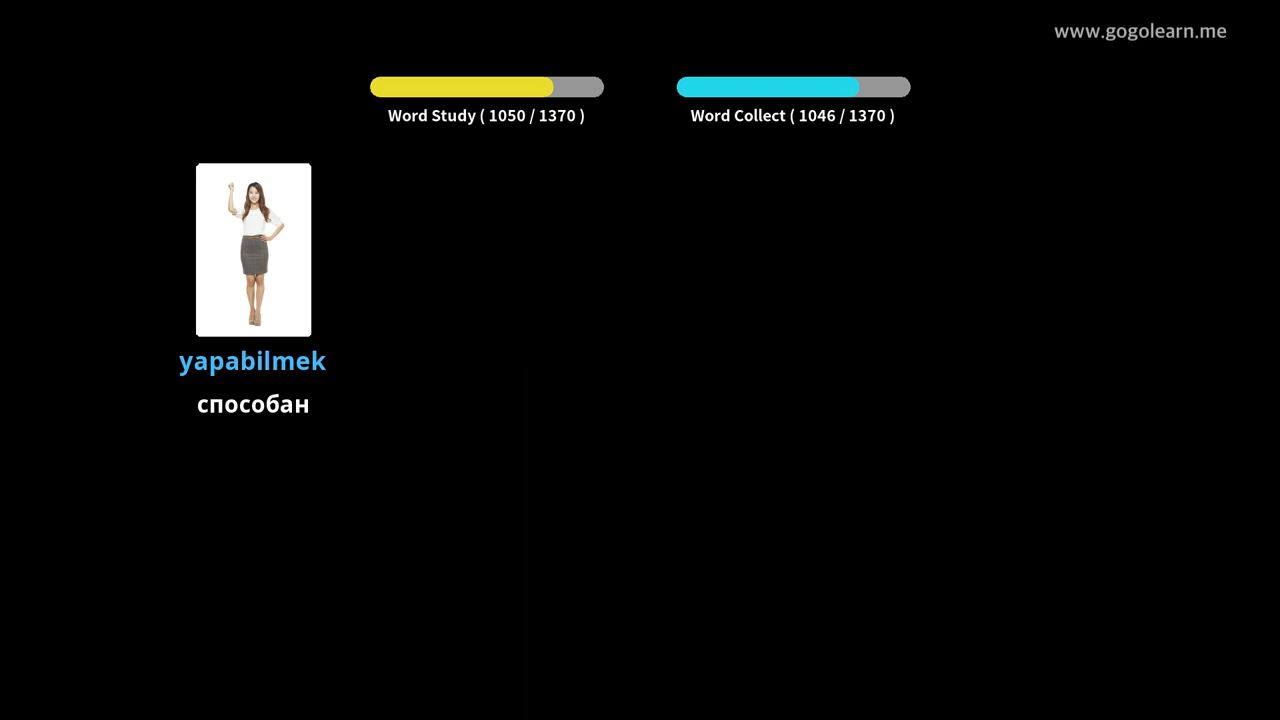 www.gogolearn.me
Word Study ( 1050 / 1370 )
Word Collect ( 1046 / 1370 )
yapabilmek
способан